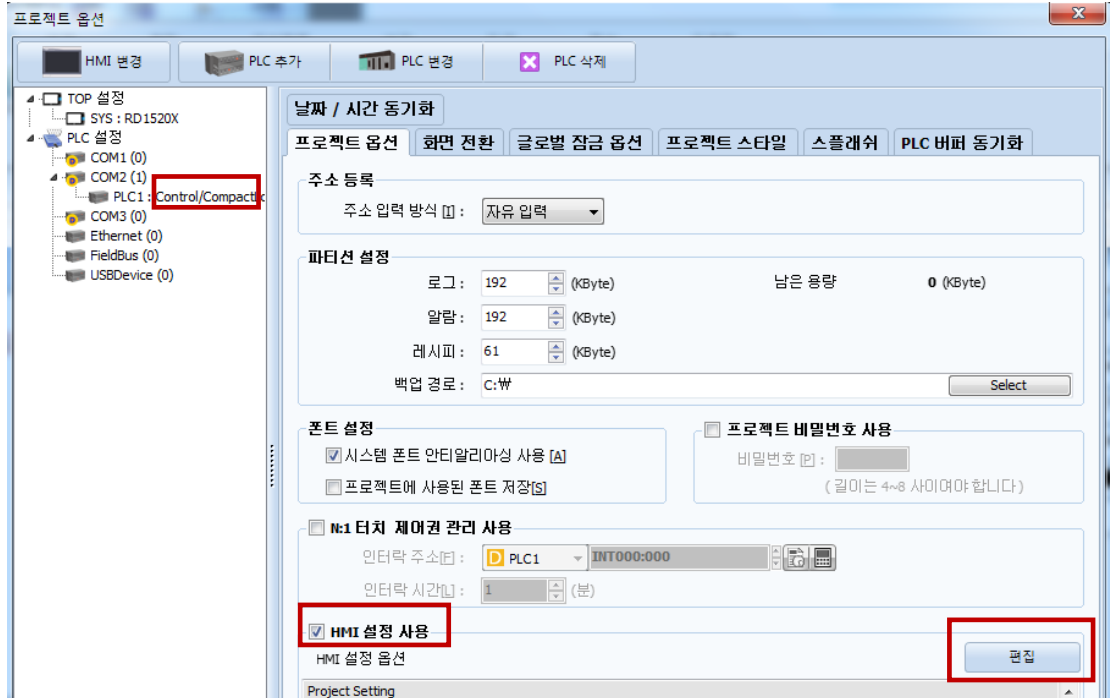 프로젝트 옵션
HMI 변경
PLC 추가
PLC 변경
PLC 삭제
TOP 설정
SYS : RD1520X
PLC 설정
COM1 (0)
COM2 (1)
PLC1 : Control/Compact
COM3 (0)
Ethernet (0)
FieldBus (0)
USBDevice (0)
날짜 / 시간 동기화
프로젝트 옵션
화면 전환
글로벌 잠금 옵션
프로젝트 스타일
스플래쉬
PLC 버퍼 동기화
주소 등록
주소 입력 방식 [I] : 자유 입력
파티션 설정
로그 : 192 (KByte) 남은 용량 0 (KByte)
알람 : 192 (KByte)
레시피 : 61 (KByte)
백업 경로 : C:₩ Select
폰트 설정
시스템 폰트 안티알리아싱 사용 [A]
프로젝트에 사용된 폰트 저장[S]
프로젝트 비밀번호 사용
비밀번호 [P] :
( 길이는 4~8 사이여야 합니다 )
N:1 터치 제어권 관리 사용
인터락 주소[F] : D PLC1 INT000:000
인터락 시간[L] : 1 (분)
HMI 설정 사용
HMI 설정 옵션 편집
Project Setting